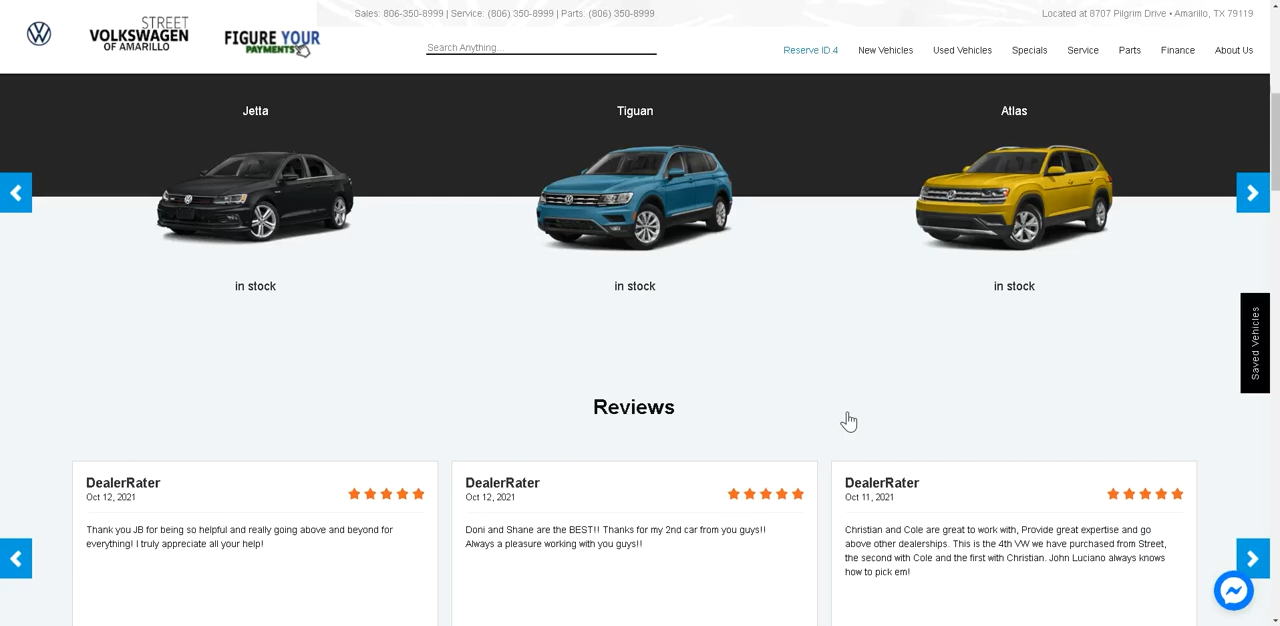 Sales: 806-350-8999 | Service: (806) 350-8999 | Parts: (806) 350-8999
Located at 8707 Pilgrim Drive • Amarillo, TX 79119
STREET
VOLKSWAGEN
OF AMARILLO
FIGURE YOUR
PAYMENTS
Search Anything...
Reserve ID.4
New Vehicles
Used Vehicles
Specials
Service
Parts
Finance
About Us
Jetta
Tiguan
Atlas
in stock
in stock
in stock
Saved Vehicles
Reviews
DealerRater
Oct 12, 2021
Thank you JB for being so helpful and really going above and beyond for
everything! I truly appreciate all your help!
DealerRater
Oct 12, 2021
Doni and Shane are the BEST!! Thanks for my 2nd car from you guys!!
Always a pleasure working with you guys!!
DealerRater
Oct 11, 2021
Christian and Cole are great to work with, Provide great expertise and go
above other dealerships. This is the 4th VW we have purchased from Street,
the second with Cole and the first with Christian. John Luciano always knows
how to pick em!